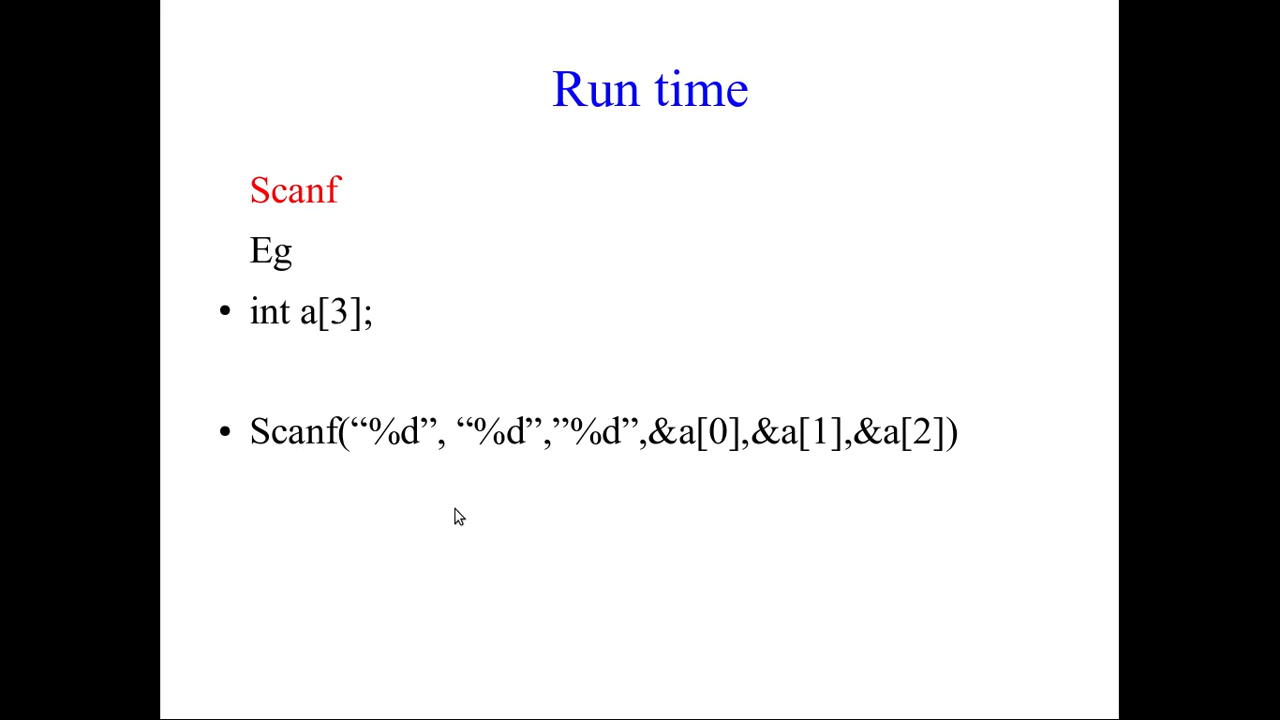 Run time
Scanf
Eg
• int a[3];
• Scanf(“%d”, “%d”,”%d”,&a[0],&a[1],&a[2])